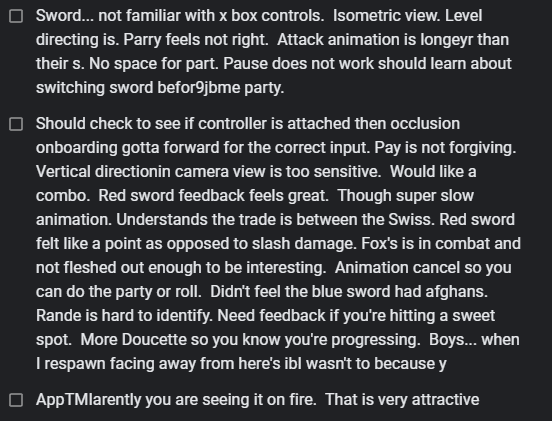 Sword... not familiar with x box controls.  Isometric view. Level
directing is. Parry feels not right.  Attack animation is longeyr than
their s. No space for part. Pause does not work should learn about
switching sword befor9jbme party.
Should check to see if controller is attached then occlusion
onboarding gotta forward for the correct input. Pay is not forgiving.
Vertical directionin camera view is too sensitive.  Would like a
combo.  Red sword feedback feels great.  Though super slow
animation. Understands the trade is between the Swiss. Red sword
felt like a point as opposed to slash damage. Fox's is in combat and
not fleshed out enough to be interesting.  Animation cancel so you
can do the party or roll.  Didn't feel the blue sword had afghans.
Rande is hard to identify. Need feedback if you're hitting a sweet
spot.  More Doucette so you know you're progressing.  Boys... when
I respawn facing away from here's ibl wasn't to because y
AppTMlarently you are seeing it on fire.  That is very attractive